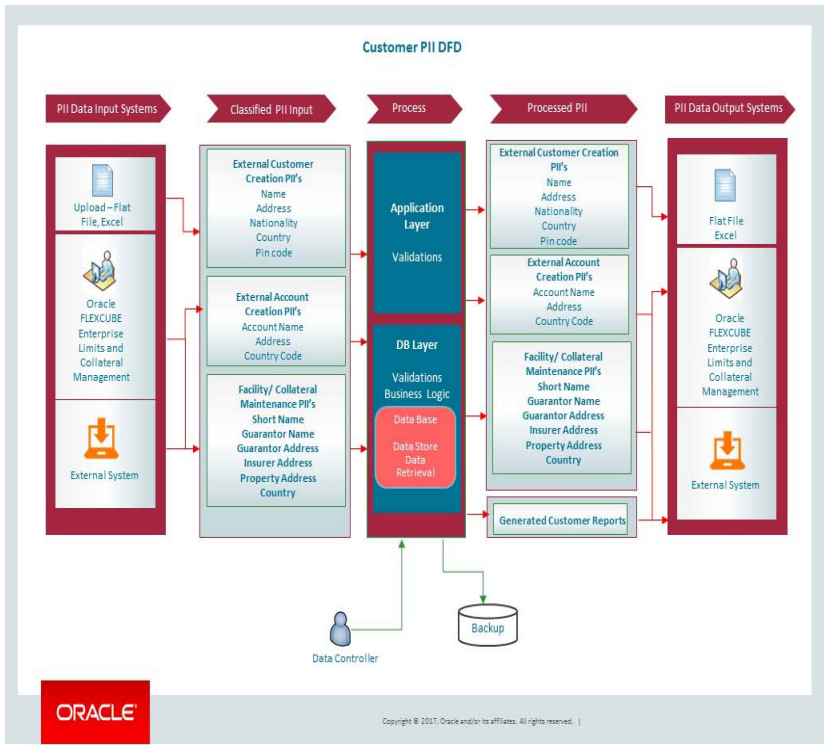 Customer PII DFD
PII Data Input Systems
Classified PII Input
Process
Processed PII
PII Data Output Systems
Upload – Flat
File, Excel
Oracle
FLEXCUBE
Enterprise
Limits and
Collateral
Management
External System
External Customer
Creation PII's
Name
Address
Nationality
Country
Pin code
External Account
Creation PII's
Account Name
Address
Country Code
Facility/ Collateral
Maintenance PII's
Short Name
Guarantor Name
Guarantor Address
Insurer Address
Property Address
Country
Application
Layer
Validations
DB Layer
Validations
Business Logic
Data Base
Data Store
Data
Retrieval
External Customer Creation
PII's
Name
Address
Nationality
Country
Pin code
External Account
Creation PII's
Account Name
Address
Country Code
Facility/ Collateral
Maintenance PII's
Short Name
Guarantor Name
Guarantor Address
Insurer Address
Property Address
Country
Generated Customer Reports
Flat File
Excel
Oracle
FLEXCUBE
Enterprise
Limits and
Collateral
Management
External System
Data Controller
Backup
ORACLE
Copyright © 2017, Oracle and/or its affiliates. All rights reserved. |